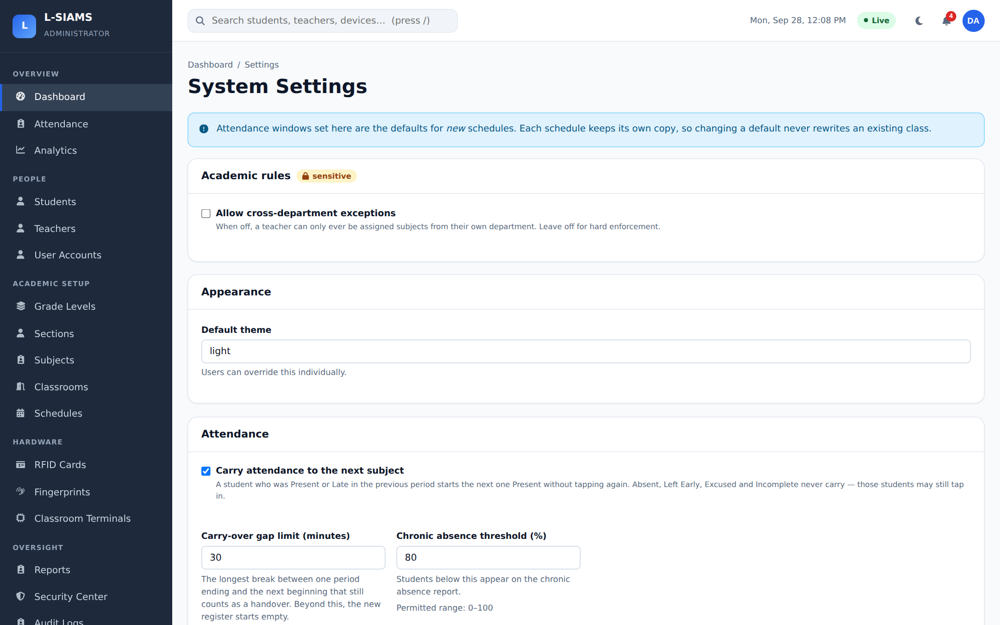 L
L-SIAMS
ADMINISTRATOR
OVERVIEW
Dashboard
Attendance
Analytics
PEOPLE
Students
Teachers
User Accounts
ACADEMIC SETUP
Grade Levels
Sections
Subjects
Classrooms
Schedules
HARDWARE
RFID Cards
Fingerprints
Classroom Terminals
OVERSIGHT
Reports
Security Center
Audit Logs
Search students, teachers, devices... (press /)
Mon, Sep 28, 12:08 PM
Live
4
DA
Dashboard / Settings
System Settings
Attendance windows set here are the defaults for new schedules. Each schedule keeps its own copy, so changing a default never rewrites an existing class.
Academic rules
sensitive
Allow cross-department exceptions
When off, a teacher can only ever be assigned subjects from their own department. Leave off for hard enforcement.
Appearance
Default theme
light
Users can override this individually.
Attendance
Carry attendance to the next subject
A student who was Present or Late in the previous period starts the next one Present without tapping again. Absent, Left Early, Excused and Incomplete never carry — those students may still tap
in.
Carry-over gap limit (minutes)
30
The longest break between one period
ending and the next beginning that still
counts as a handover. Beyond this, the new
register starts empty.
Chronic absence threshold (%)
80
Students below this appear on the chronic
absence report.
Permitted range: 0–100